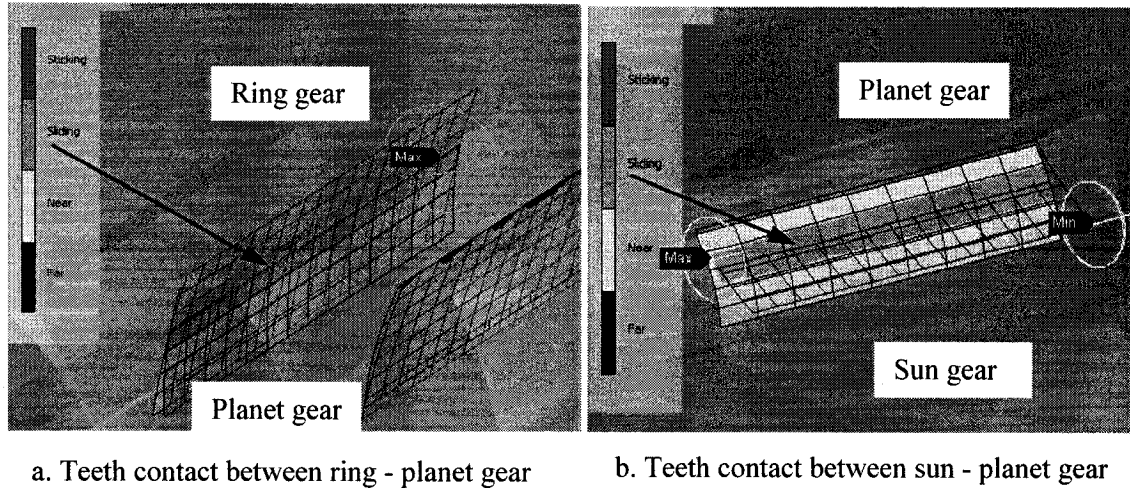 Sticking
Ring gear
Sliding
Max
Near
Far
Planet gear
Sticking
Planet gear
Sliding
Min
Near
Max
Far
Sun gear
a. Teeth contact between ring - planet gear
b. Teeth contact between sun - planet gear